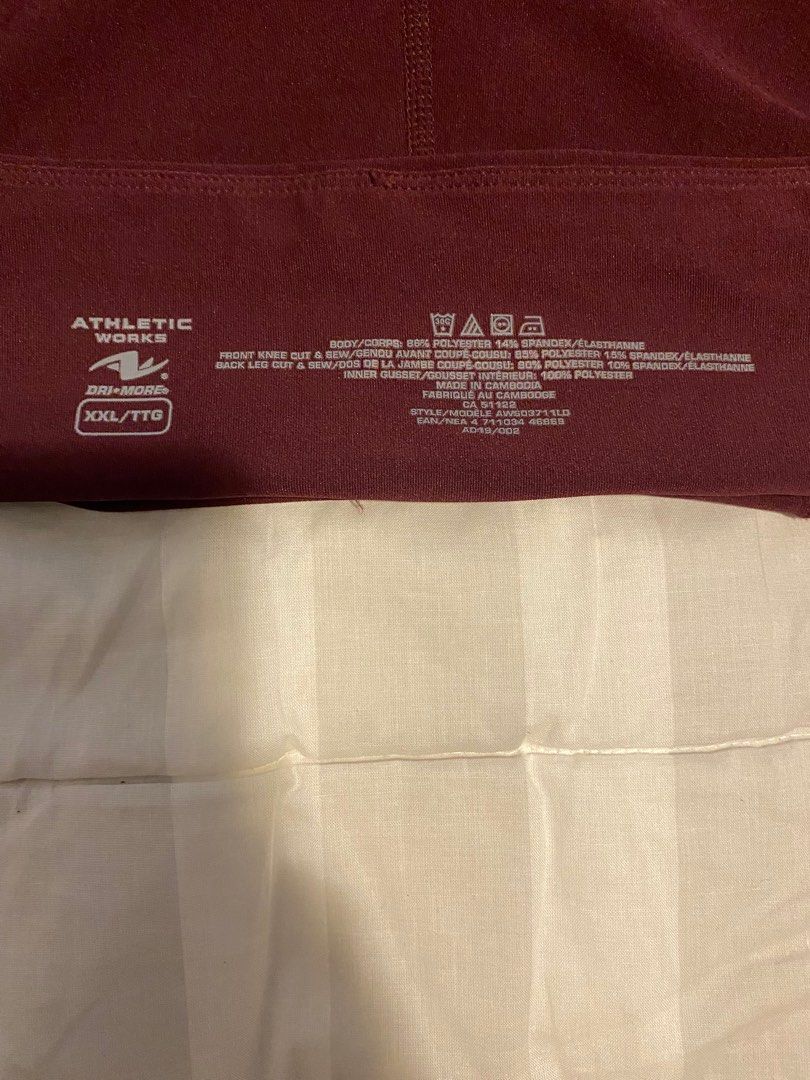 ATHLETIC
WORKS
DRI•MORE®
XXL/TTG
30C
BODY/CORPS: 86% POLYESTER 14% SPANDEX/ÉLASTHANNE
FRONT KNEE CUT & SEW/GENOU AVANT COUPÉ-COUSU: 85% POLYESTER 15% SPANDEX/ÉLASTHANNE
BACK LEG CUT & SEW/DOS DE LA JAMBE COUPÉ-COUSU: 90% POLYESTER 10% SPANDEX/ÉLASTHANNE
INNER GUSSET/GOUSSET INTÉRIEUR: 100% POLYESTER
MADE IN CAMBODIA
FABRIQUÉ AU CAMBODGE
CA 51122
STYLE/MODÈLE AWS03711LD
EAN/NEA 4 711034
AD19/002